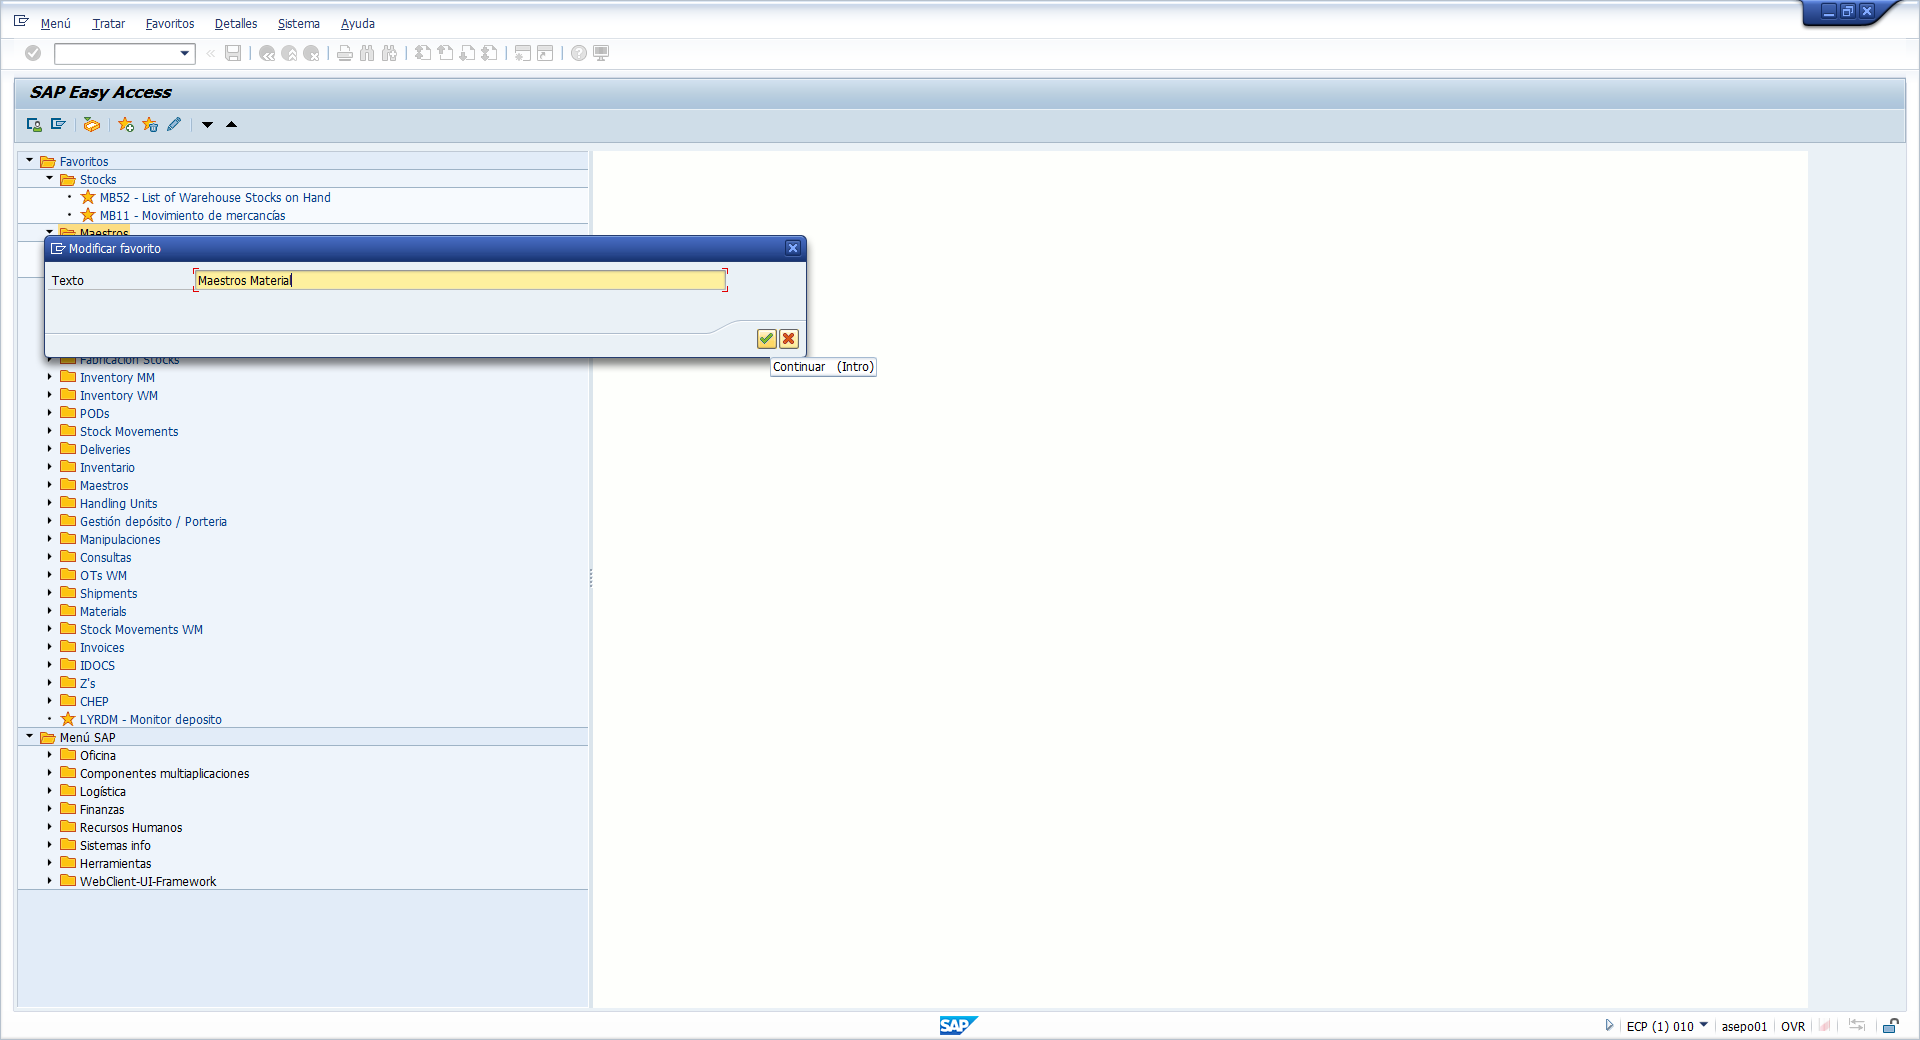 Menú Tratar Favoritos Detalles Sistema Ayuda
SAP Easy Access
Favoritos
Stocks
MB52 - List of Warehouse Stocks on Hand
MB11 - Movimiento de mercancías
Maestros
Modificar favorito
Texto Maestros Material
Continuar (Intro)
Fabricacion Stocks
Inventory MM
Inventory WM
PODs
Stock Movements
Deliveries
Inventario
Maestros
Handling Units
Gestión depósito / Porteria
Manipulaciones
Consultas
OTs WM
Shipments
Materials
Stock Movements WM
Invoices
IDOCS
Z's
CHEP
LYRDM - Monitor deposito
Menú SAP
Oficina
Componentes multiaplicaciones
Logística
Finanzas
Recursos Humanos
Sistemas info
Herramientas
WebClient-UI-Framework
SAP ECP (1) 010 asepo01 OVR